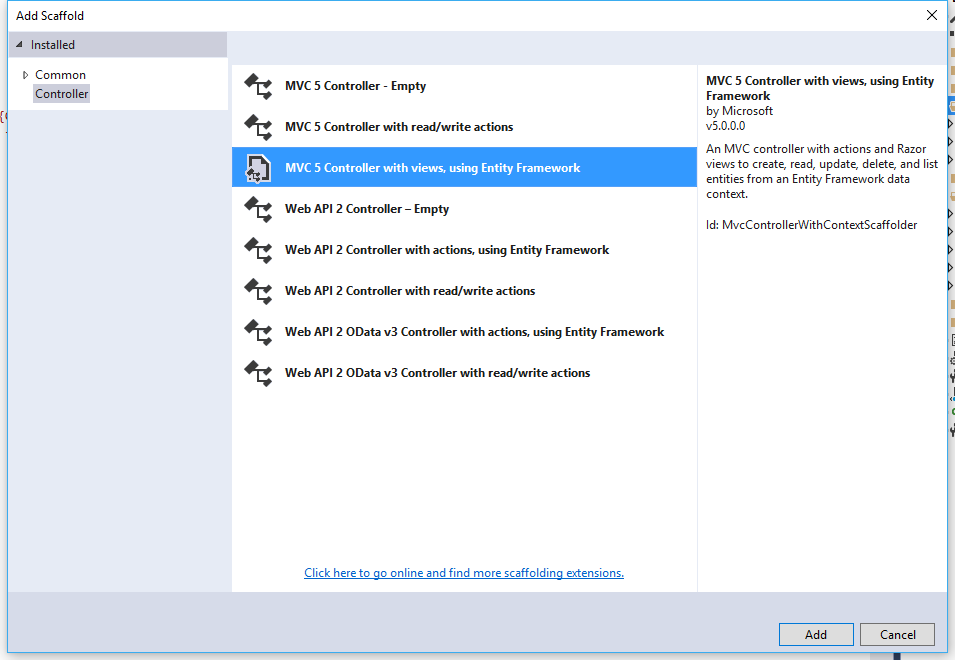 Add Scaffold
Installed
Common
Controller
MVC 5 Controller - Empty
MVC 5 Controller with read/write actions
MVC 5 Controller with views, using Entity Framework
Web API 2 Controller – Empty
Web API 2 Controller with actions, using Entity Framework
Web API 2 Controller with read/write actions
Web API 2 OData v3 Controller with actions, using Entity Framework
Web API 2 OData v3 Controller with read/write actions
Click here to go online and find more scaffolding extensions.
MVC 5 Controller with views, using Entity
Framework
by Microsoft
v5.0.0.0
An MVC controller with actions and Razor
views to create, read, update, delete, and list
entities from an Entity Framework data
context.
Id: MvcControllerWithContextScaffolder
Add
Cancel